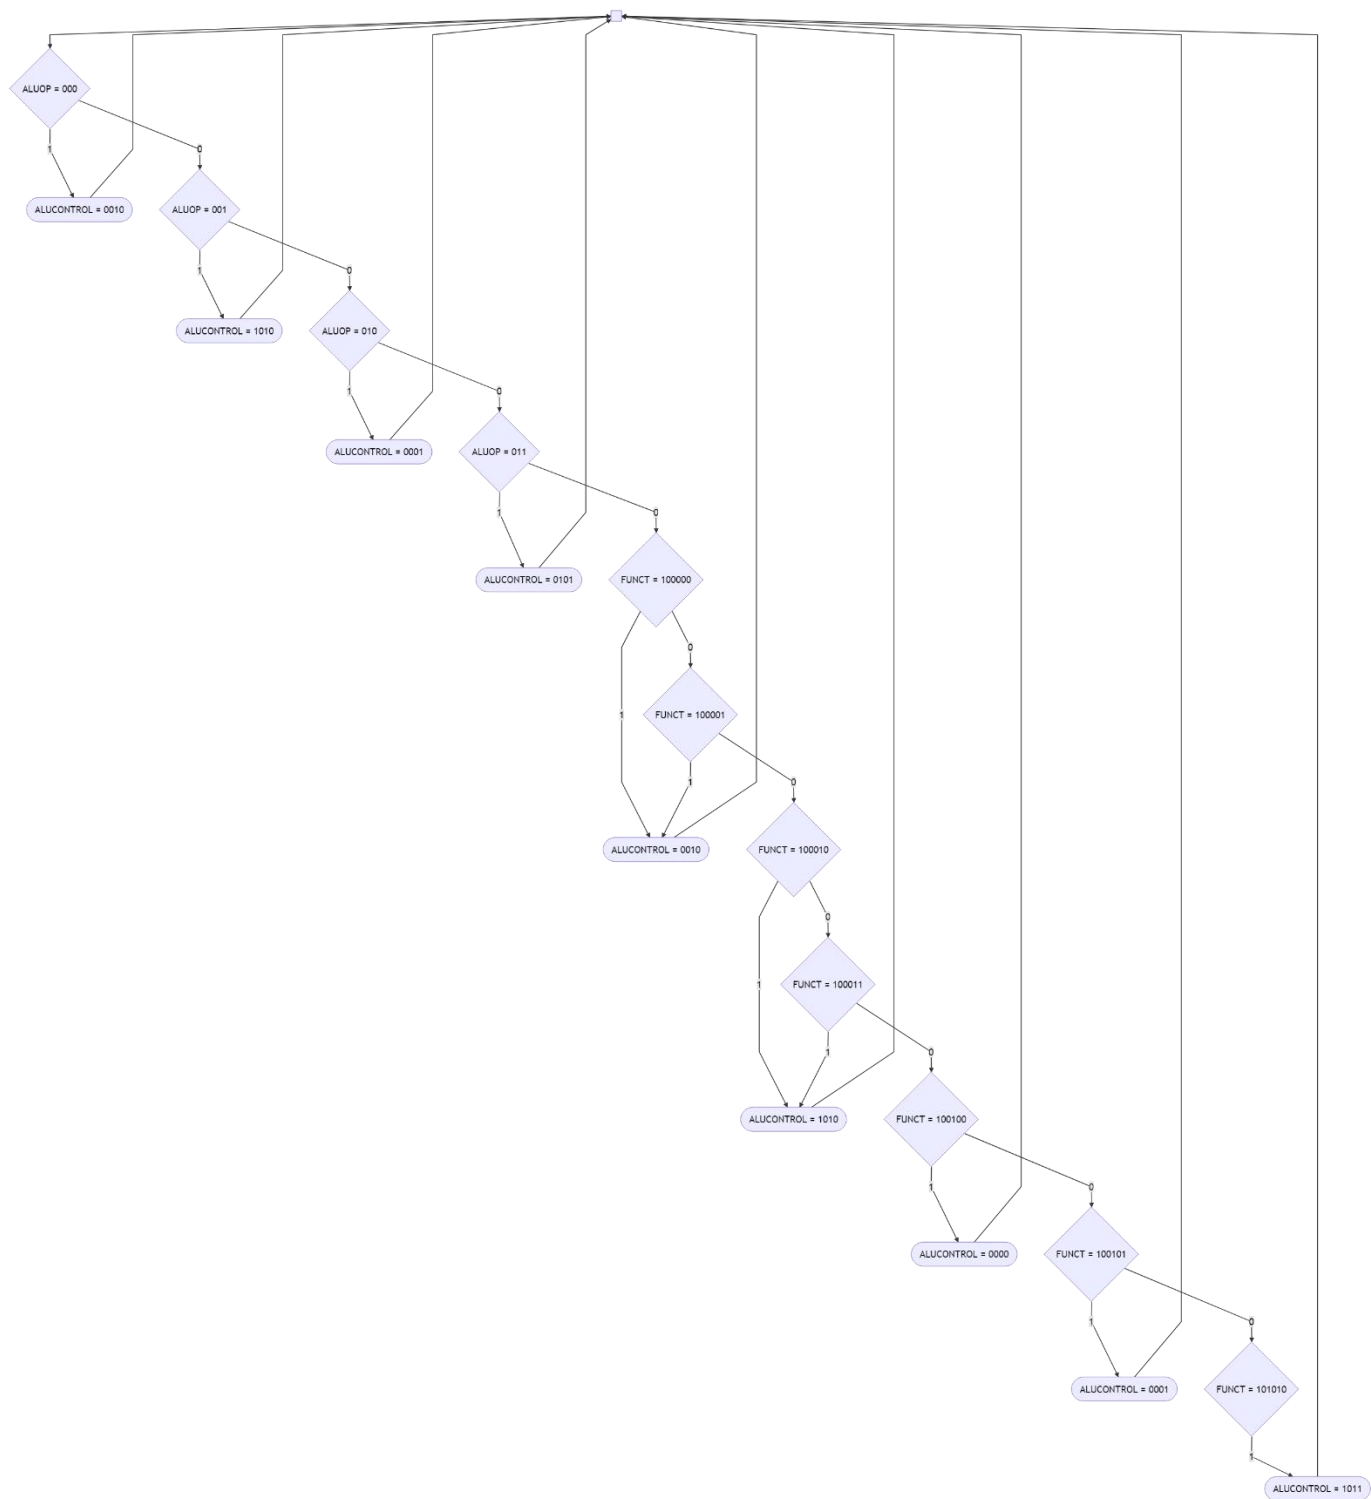 ALUOP = 000
1
0
ALUCONTROL = 0010
ALUOP = 001
1
0
ALUCONTROL = 1010
ALUOP = 010
1
0
ALUCONTROL = 0001
ALUOP = 011
1
0
ALUCONTROL = 0101
FUNCT = 100000
0
1
FUNCT = 100001
1
0
ALUCONTROL = 0010
FUNCT = 100010
0
1
FUNCT = 100011
1
0
ALUCONTROL = 1010
FUNCT = 100100
1
0
ALUCONTROL = 0000
FUNCT = 100101
1
0
ALUCONTROL = 0001
FUNCT = 101010
1
ALUCONTROL = 1011